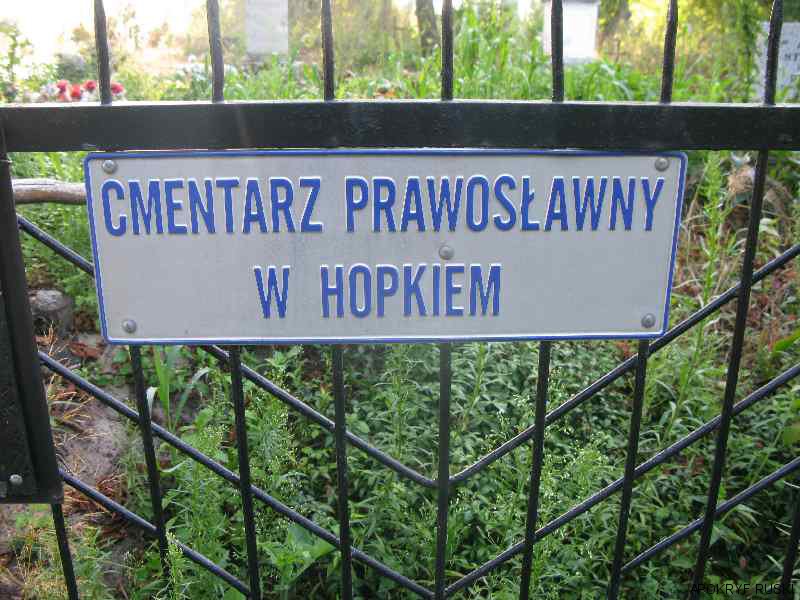 CMENTARZ PRAWOSŁAWNY
W HOPKIEM
APOKRYF RUSKI